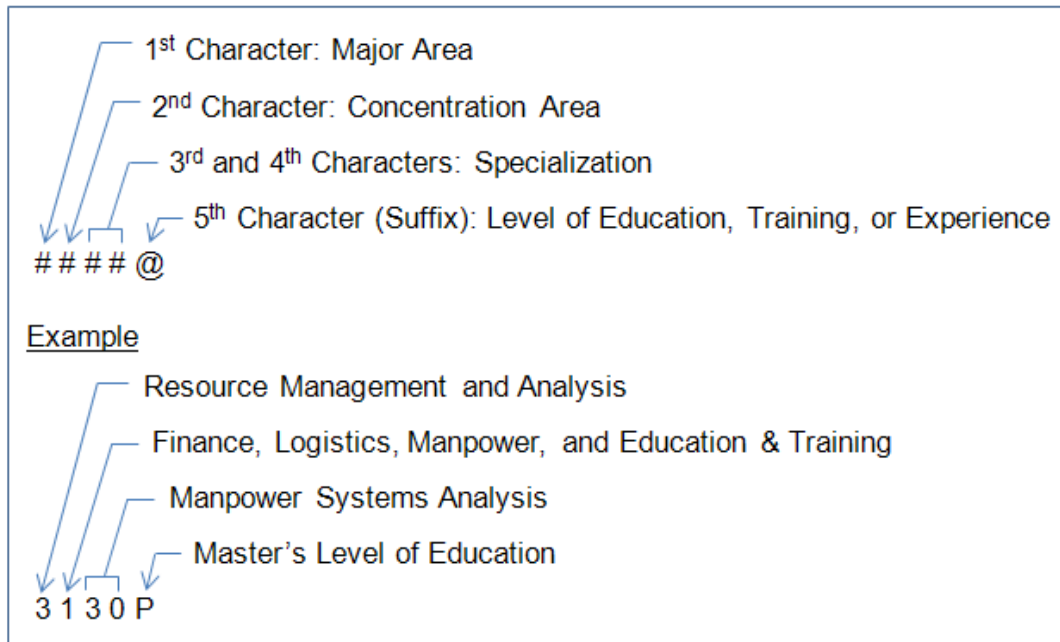 1st Character: Major Area
2nd Character: Concentration Area
3rd and 4th Characters: Specialization
5th Character (Suffix): Level of Education, Training, or Experience
# # # # @
Example
Resource Management and Analysis
Finance, Logistics, Manpower, and Education & Training
Manpower Systems Analysis
Master's Level of Education
3 1 3 0 P